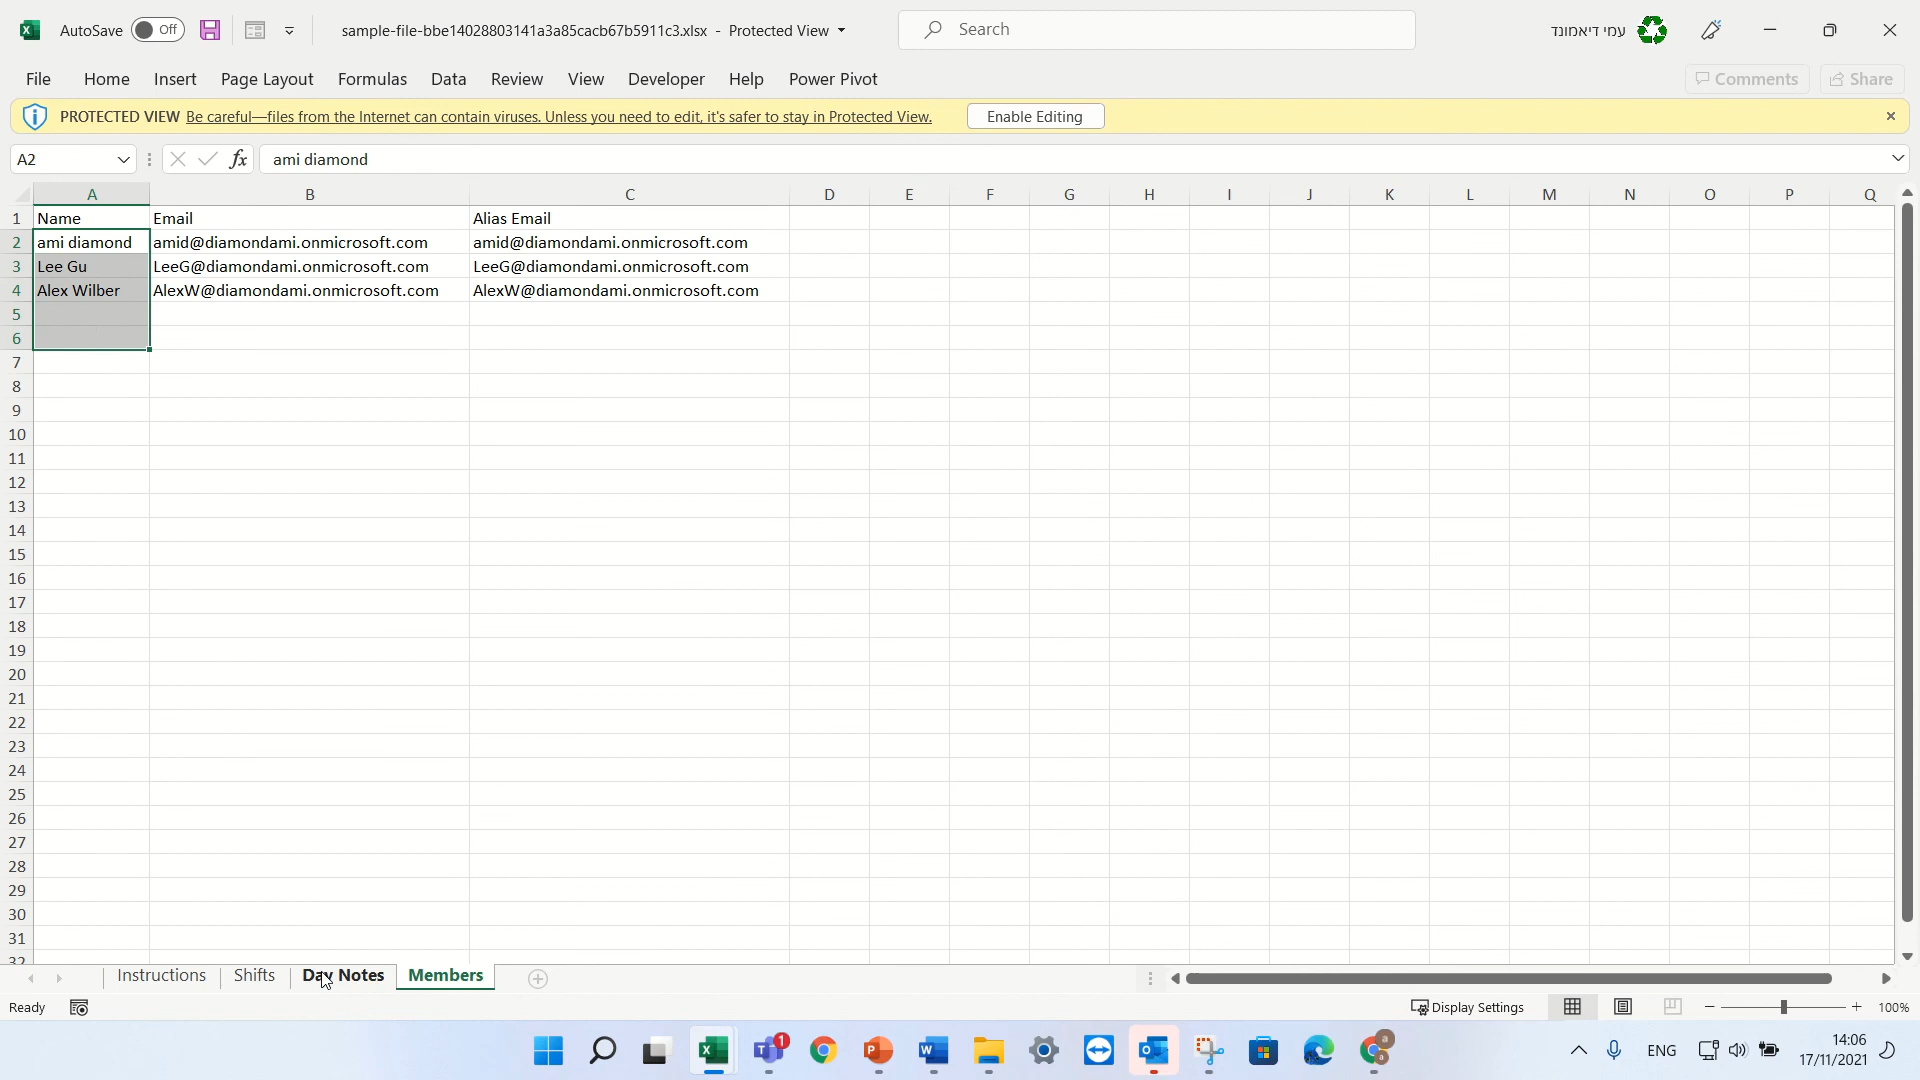 AutoSave Off sample-file-bbe14028803141a3a85cacb67b5911c3.xlsx - Protected View Search עמי דיאמונד
File Home Insert Page Layout Formulas Data Review View Developer Help Power Pivot Comments Share
PROTECTED VIEW Be careful—files from the Internet can contain viruses. Unless you need to edit, it's safer to stay in Protected View. Enable Editing
A2 fx ami diamond
A B C D E F G H I J K L M N O P Q
1 Name Email Alias Email
2 ami diamond amid@diamondami.onmicrosoft.com amid@diamondami.onmicrosoft.com
3 Lee Gu LeeG@diamondami.onmicrosoft.com LeeG@diamondami.onmicrosoft.com
4 Alex Wilber AlexW@diamondami.onmicrosoft.com AlexW@diamondami.onmicrosoft.com
5
6
7
8
9
10
11
12
13
14
15
16
17
18
19
20
21
22
23
24
25
26
27
28
29
30
31
32
Instructions Shifts Day Notes Members
Ready Display Settings 100%
1 a a ENG 14:06
17/11/2021